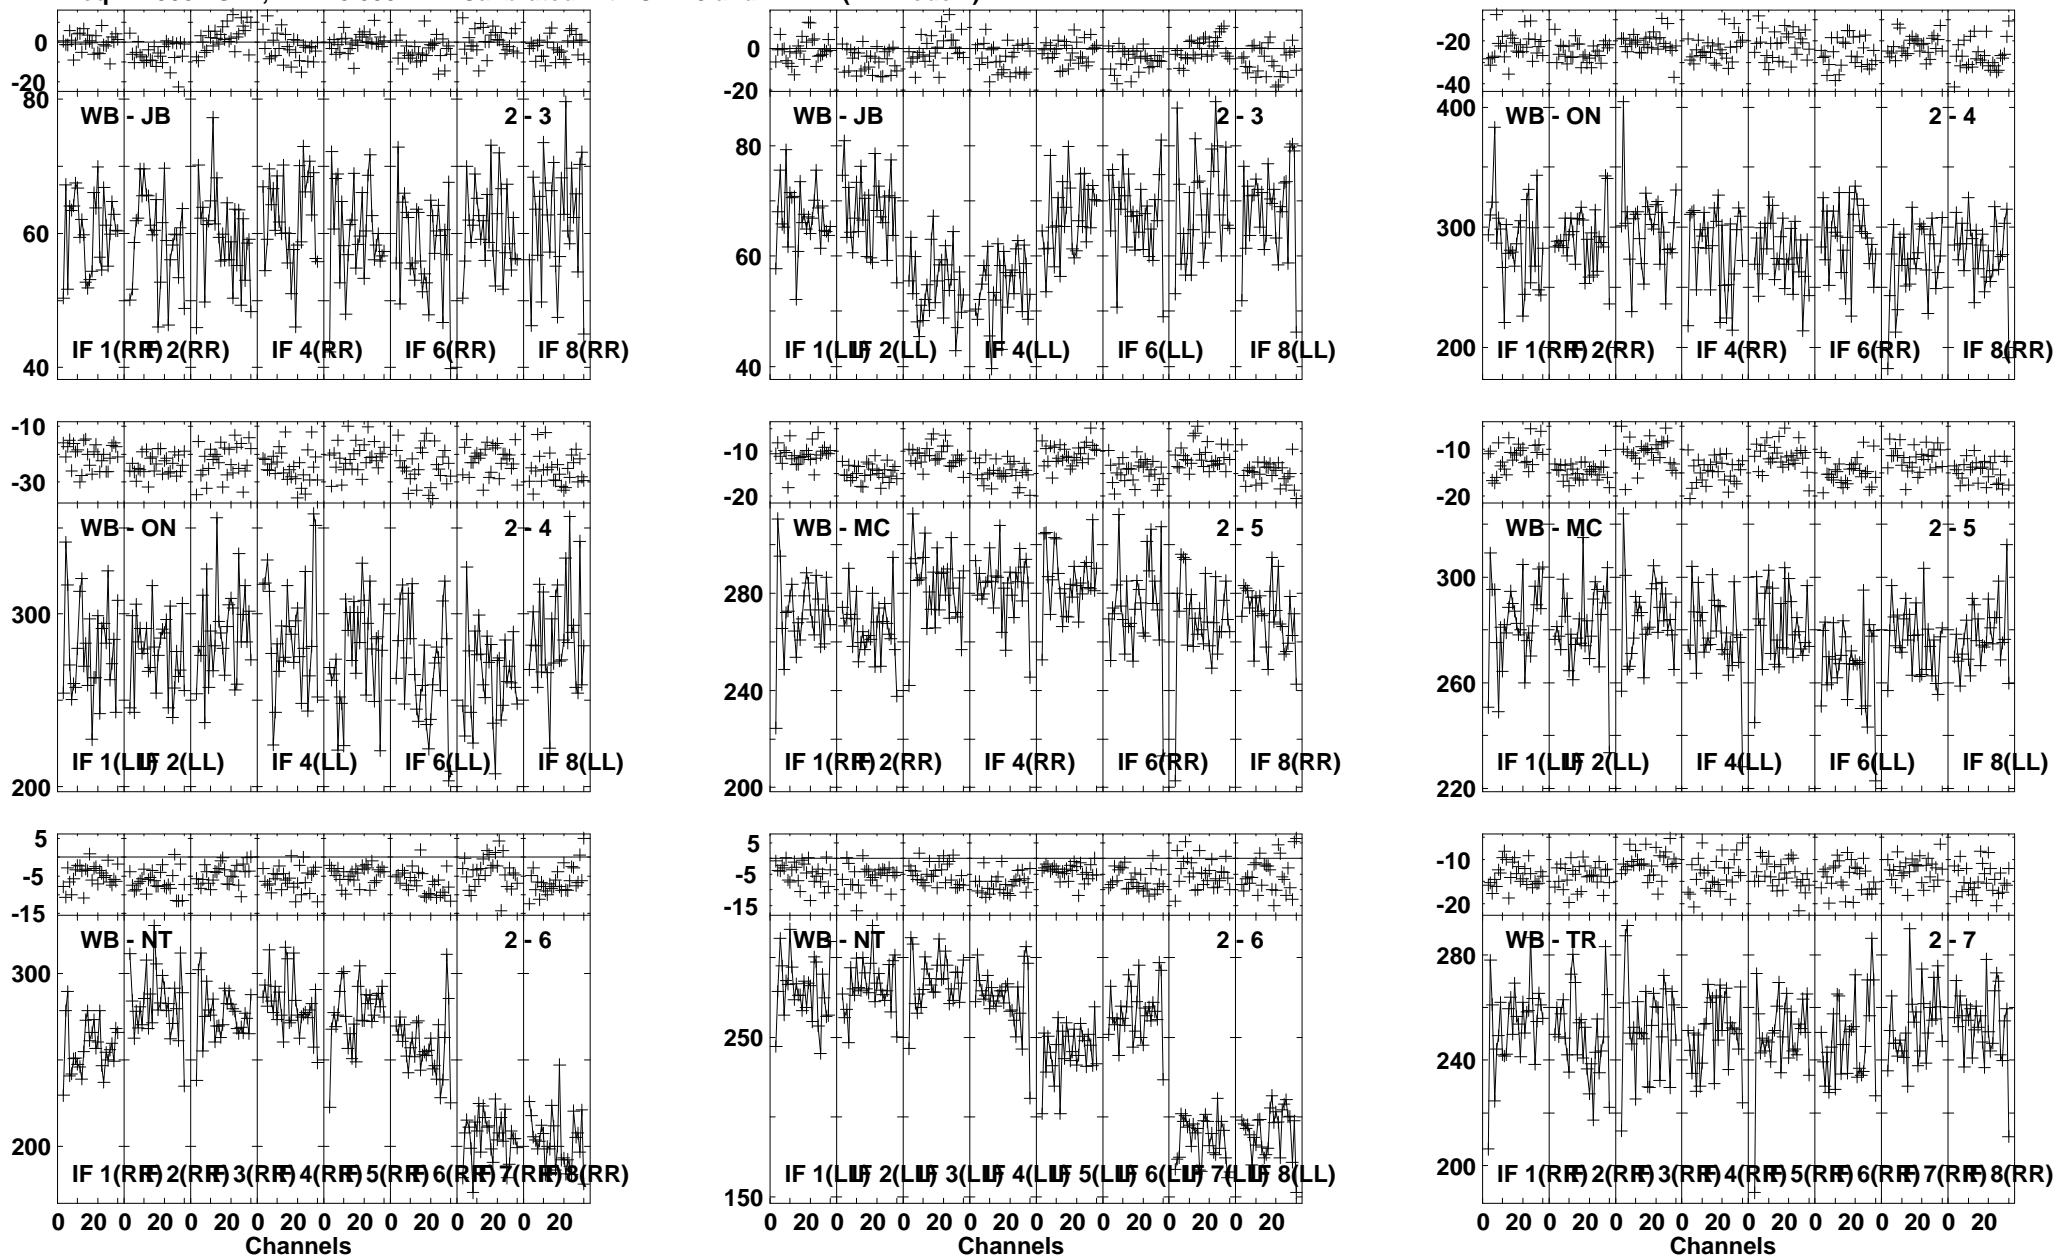 0 0 -20
-20 -20 -40
80 400
WB - JB 2 - 3 WB - JB 2 - 3 WB - ON 2 - 4
80
60 60 300
IF 1(RR) IF 2(RR) IF 4(RR) IF 6(RR) IF 8(RR) IF 1(LL) IF 2(LL) IF 4(LL) IF 6(LL) IF 8(LL) IF 1(RR) IF 2(RR) IF 4(RR) IF 6(RR) IF 8(RR)
40 40 200
-10 -10 -10
-30 -20 -20
WB - ON 2 - 4 WB - MC 2 - 5 WB - MC 2 - 5
300 280 300
240 260
IF 1(LL) IF 2(LL) IF 4(LL) IF 6(LL) IF 8(LL) IF 1(RR) IF 2(RR) IF 4(RR) IF 6(RR) IF 8(RR) IF 1(LL) IF 2(LL) IF 4(LL) IF 6(LL) IF 8(LL)
200 200 220
5 5 -10
-5 -5 -20
-15 -15
WB - NT 2 - 6 WB - NT 2 - 6 WB - TR 2 - 7
300 250 280
240
200 200
IF 1(RR) IF 2(RR) IF 3(RR) IF 4(RR) IF 5(RR) IF 6(RR) IF 7(RR) IF 8(RR) IF 1(LL) IF 2(LL) IF 3(LL) IF 4(LL) IF 5(LL) IF 6(LL) IF 7(LL) IF 8(LL) IF 1(RR) IF 2(RR) IF 3(RR) IF 4(RR) IF 5(RR) IF 6(RR) IF 7(RR) IF 8(RR)
150
0 20 0 20 0 20 0 20 0 20 0 20 0 20 0 20 0 20 0 20 0 20 0 20 0 20 0 20 0 20 0 20 0 20 0 20 0 20 0 20 0 20 0 20 0 20 0 20
Channels Channels Channels